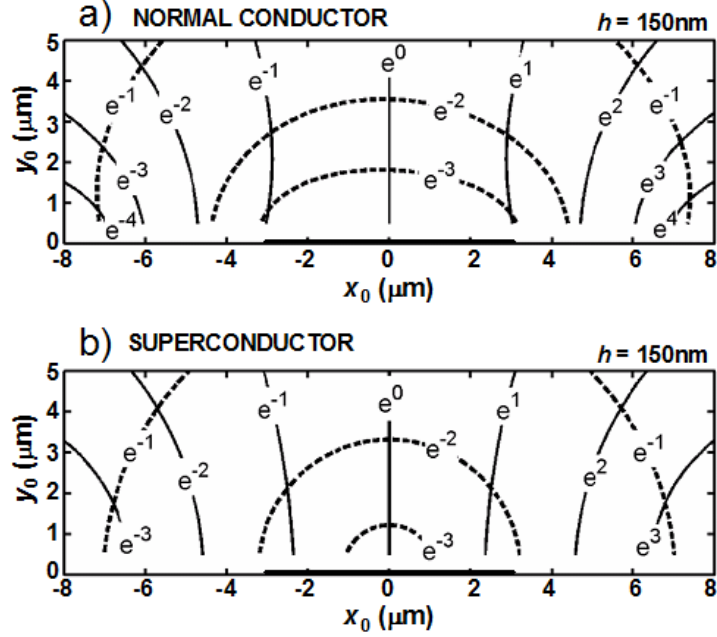 a) NORMAL CONDUCTOR h = 150nm
5
4
3
2
1
0
y₀ (μm)
e⁻¹ e⁻² e⁻¹ e⁰ e¹ e² e⁻¹
e⁻²
e⁻³ e⁻³ e³
e⁻⁴ e⁴
-8 -6 -4 -2 0 2 4 6 8
x₀ (μm)
b) SUPERCONDUCTOR h = 150nm
5
4
3
2
1
0
y₀ (μm)
e⁻¹ e⁰ e¹
e⁻¹ e⁻² e² e⁻¹
e⁻²
e⁻³ e⁻³ e³
-8 -6 -4 -2 0 2 4 6 8
x₀ (μm)